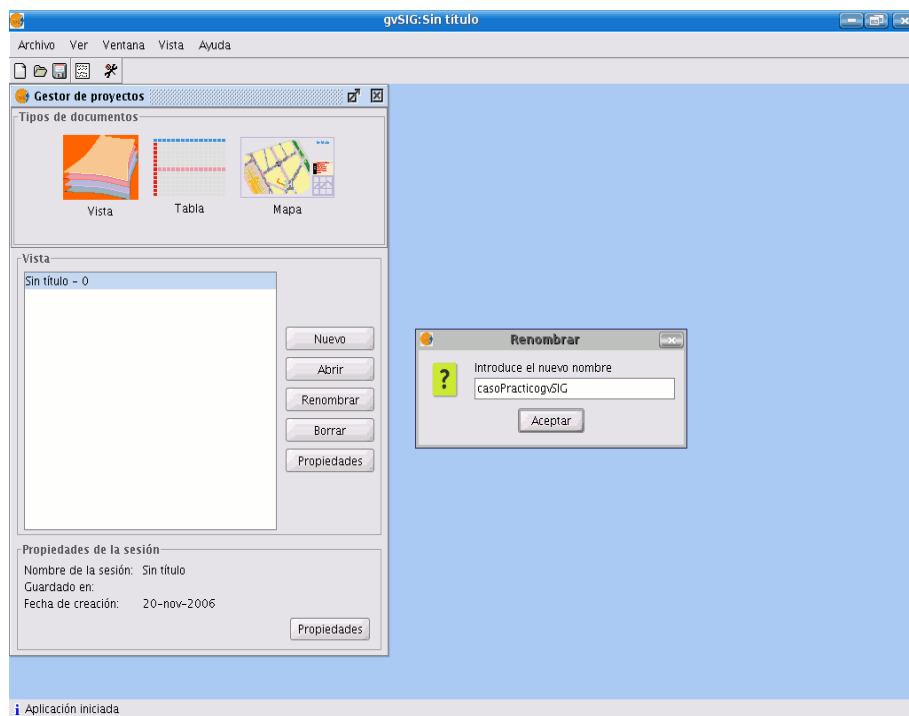 gvSIG:Sin título
Archivo Ver Ventana Vista Ayuda
Gestor de proyectos
Tipos de documentos
Vista
Tabla
Mapa
Vista
Sin título - 0
Nuevo
Abrir
Renombrar
Borrar
Propiedades
Renombrar
Introduce el nuevo nombre
casoPracticogvSIG
Aceptar
Propiedades de la sesión
Nombre de la sesión: Sin título
Guardado en:
Fecha de creación: 20-nov-2006
Propiedades
Aplicación iniciada